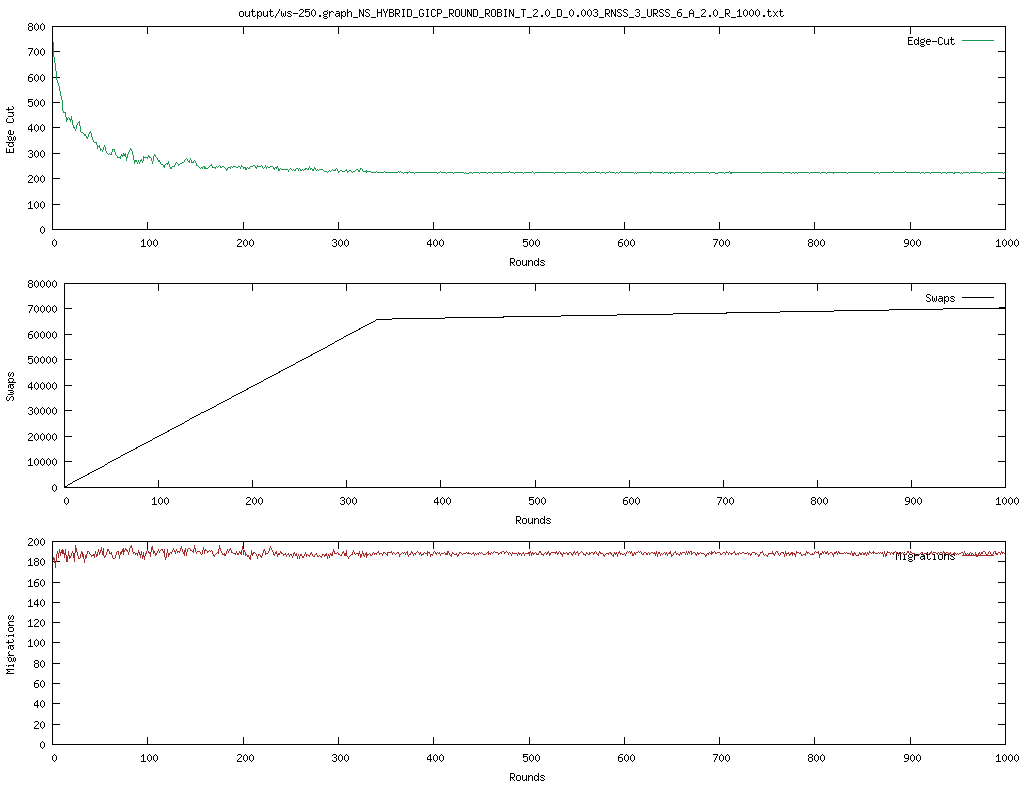 output/ws-250.graph_NS_HYBRID_GICP_ROUND_ROBIN_T_2.0_D_0.003_RNSS_3_URSS_6_A_2.0_R_1000.txt
800
700
600
500
400
300
200
100
0
Edge Cut
Edge-Cut
0 100 200 300 400 500 600 700 800 900 1000
Rounds
80000
70000
60000
50000
40000
30000
20000
10000
0
Swaps
Swaps
0 100 200 300 400 500 600 700 800 900 1000
Rounds
200
180
160
140
120
100
80
60
40
20
0
Migrations
Migrations
0 100 200 300 400 500 600 700 800 900 1000
Rounds